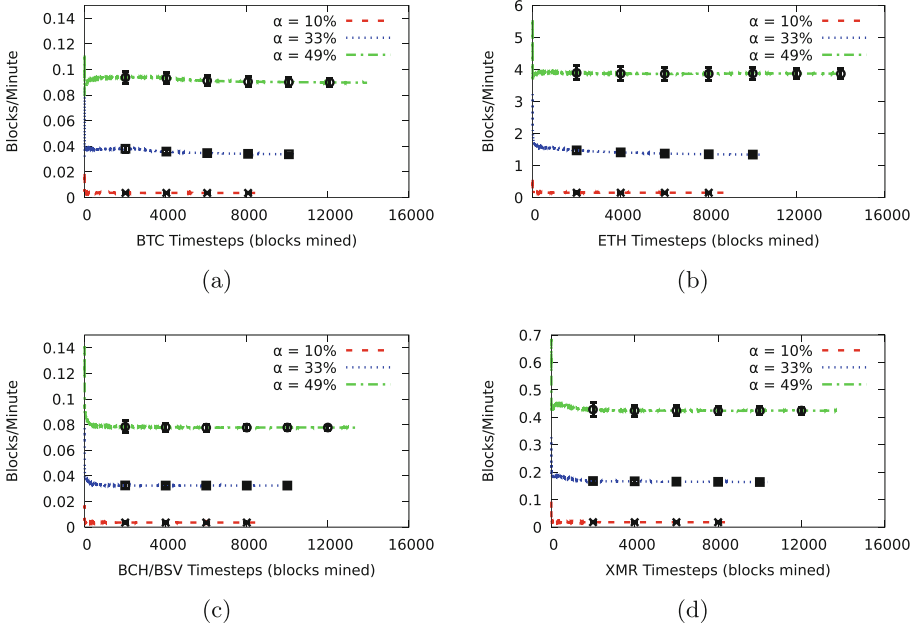 0.14
0.12
0.1
0.08
0.06
0.04
0.02
0
Blocks/Minute
α = 10%
α = 33%
α = 49%
0 4000 8000 12000 16000
BTC Timesteps (blocks mined)
(a)
6
5
4
3
2
1
0
Blocks/Minute
α = 10%
α = 33%
α = 49%
0 4000 8000 12000 16000
ETH Timesteps (blocks mined)
(b)
0.14
0.12
0.1
0.08
0.06
0.04
0.02
0
Blocks/Minute
α = 10%
α = 33%
α = 49%
0 4000 8000 12000 16000
BCH/BSV Timesteps (blocks mined)
(c)
0.7
0.6
0.5
0.4
0.3
0.2
0.1
0
Blocks/Minute
α = 10%
α = 33%
α = 49%
0 4000 8000 12000 16000
XMR Timesteps (blocks mined)
(d)